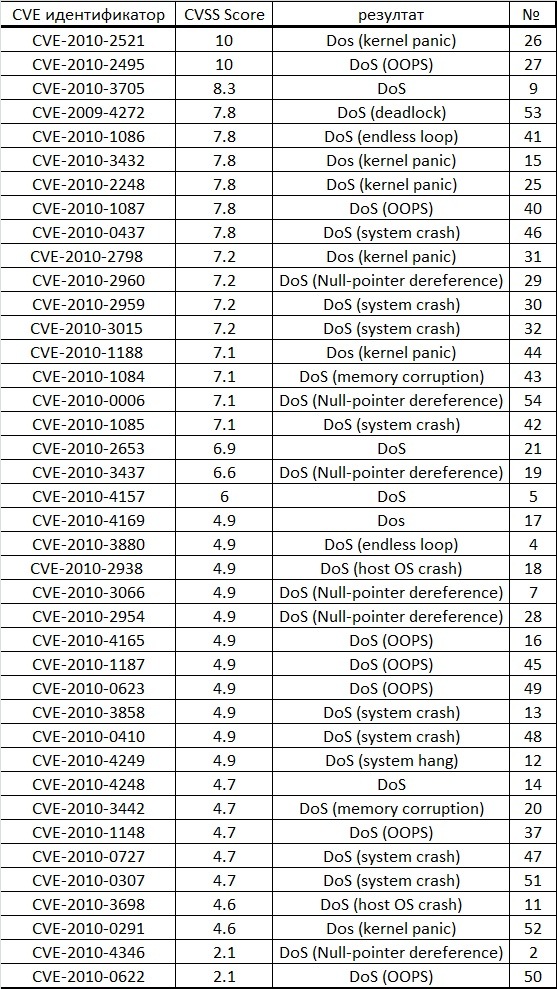 CVE идентификатор CVSS Score резултат №
CVE-2010-2521 10 Dos (kernel panic) 26
CVE-2010-2495 10 DoS (OOPS) 27
CVE-2010-3705 8.3 DoS 9
CVE-2009-4272 7.8 DoS (deadlock) 53
CVE-2010-1086 7.8 DoS (endless loop) 41
CVE-2010-3432 7.8 Dos (kernel panic) 15
CVE-2010-2248 7.8 DoS (kernel panic) 25
CVE-2010-1087 7.8 DoS (OOPS) 40
CVE-2010-0437 7.8 DoS (system crash) 46
CVE-2010-2798 7.2 Dos (kernel panic) 31
CVE-2010-2960 7.2 DoS (Null-pointer dereference) 29
CVE-2010-2959 7.2 DoS (system crash) 30
CVE-2010-3015 7.2 DoS (system crash) 32
CVE-2010-1188 7.1 Dos (kernel panic) 44
CVE-2010-1084 7.1 DoS (memory corruption) 43
CVE-2010-0006 7.1 DoS (Null-pointer dereference) 54
CVE-2010-1085 7.1 DoS (system crash) 42
CVE-2010-2653 6.9 DoS 21
CVE-2010-3437 6.6 DoS (Null-pointer dereference) 19
CVE-2010-4157 6 DoS 5
CVE-2010-4169 4.9 Dos 17
CVE-2010-3880 4.9 DoS (endless loop) 4
CVE-2010-2938 4.9 DoS (host OS crash) 18
CVE-2010-3066 4.9 DoS (Null-pointer dereference) 7
CVE-2010-2954 4.9 DoS (Null-pointer dereference) 28
CVE-2010-4165 4.9 DoS (OOPS) 16
CVE-2010-1187 4.9 DoS (OOPS) 45
CVE-2010-0623 4.9 DoS (OOPS) 49
CVE-2010-3858 4.9 DoS (system crash) 13
CVE-2010-0410 4.9 DoS (system crash) 48
CVE-2010-4249 4.9 DoS (system hang) 12
CVE-2010-4248 4.7 DoS 14
CVE-2010-3442 4.7 DoS (memory corruption) 20
CVE-2010-1148 4.7 DoS (OOPS) 37
CVE-2010-0727 4.7 DoS (system crash) 47
CVE-2010-0307 4.7 DoS (system crash) 51
CVE-2010-3698 4.6 DoS (host OS crash) 11
CVE-2010-0291 4.6 Dos (kernel panic) 52
CVE-2010-4346 2.1 DoS (Null-pointer dereference) 2
CVE-2010-0622 2.1 DoS (OOPS) 50